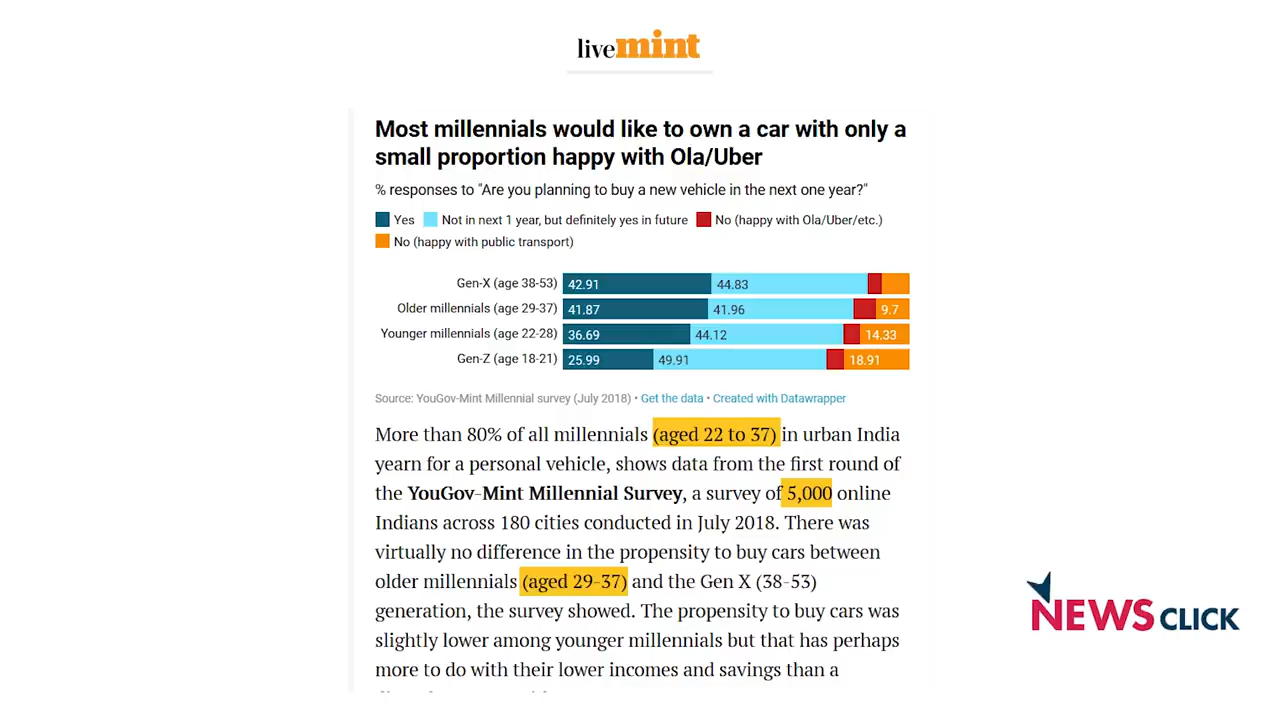 livemint
Most millennials would like to own a car with only a
small proportion happy with Ola/Uber
% responses to "Are you planning to buy a new vehicle in the next one year?"
Yes Not in next 1 year, but definitely yes in future No (happy with Ola/Uber/etc.)
No (happy with public transport)
Gen-X (age 38-53) 42.91 44.83
Older millennials (age 29-37) 41.87 41.96 9.7
Younger millennials (age 22-28) 36.69 44.12 14.33
Gen-Z (age 18-21) 25.99 49.91 18.91
Source: YouGov-Mint Millennial survey (July 2018) • Get the data • Created with Datawrapper
More than 80% of all millennials (aged 22 to 37) in urban India
yearn for a personal vehicle, shows data from the first round of
the YouGov-Mint Millennial Survey, a survey of 5,000 online
Indians across 180 cities conducted in July 2018. There was
virtually no difference in the propensity to buy cars between
older millennials (aged 29-37) and the Gen X (38-53)
generation, the survey showed. The propensity to buy cars was
slightly lower among younger millennials but that has perhaps
more to do with their lower incomes and savings than a
NEWSCLICK